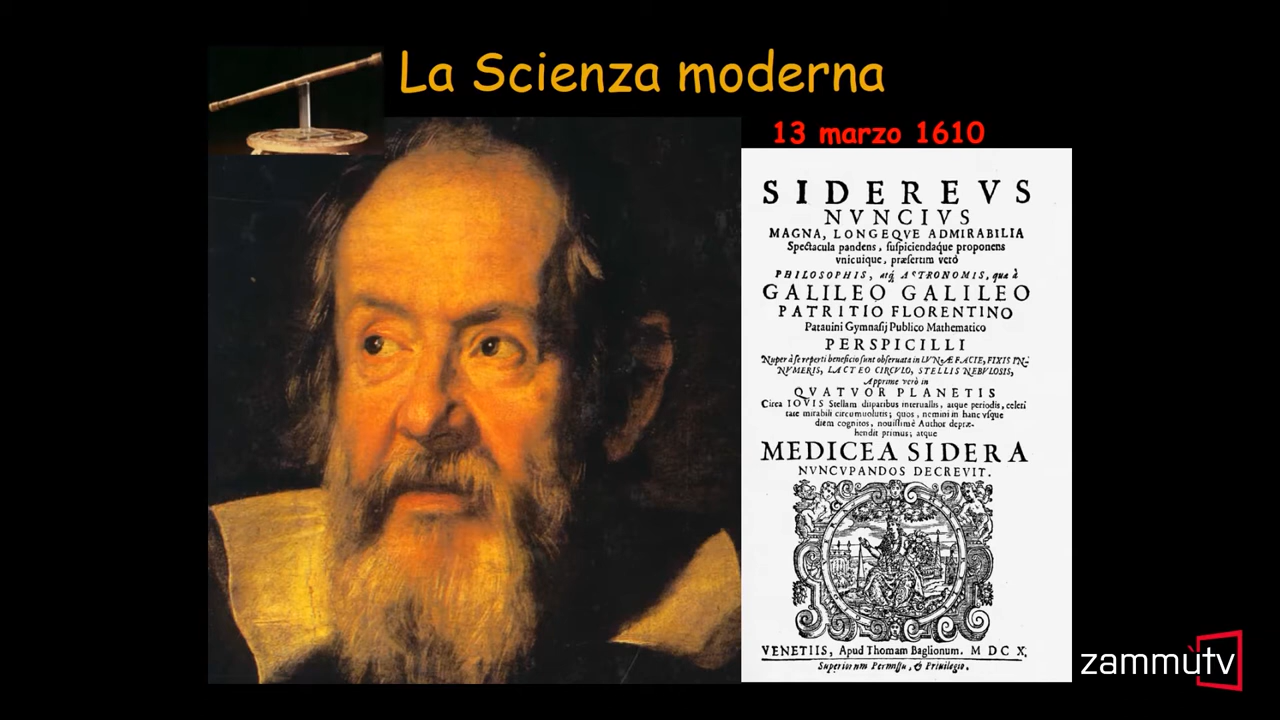 La Scienza moderna
13 marzo 1610
SIDEREVS
NVNCIVS
MAGNA, LONGEQVE ADMIRABILIA
Spectacula pandens, suspiciendaque proponens
vnicuique, præsertim verò
PHILOSOPHIS, atq́ ASTRONOMIS, quæ à
GALILEO GALILEO
PATRITIO FLORENTINO
Patauini Gymnasij Publico Mathematico
PERSPICILLI
Nuper à se reperti beneficio sunt obseruata in LVNÆ FACIE, FIXIS IN-
NVMERIS, LACTEO CIRCVLO, STELLIS NEBVLOSIS,
Apprime verò in
QVATVOR PLANETIS
Circa IOVIS Stellam disparibus interuallis, atque periodis, celeri
tate mirabili circumuolutis; quos, nemini in hanc vsque
diem cognitos, nouissimè Author depræ-
hendit primus; atque
MEDICEA SIDERA
NVNCVPANDOS DECREVIT.
VENETIIS, Apud Thomam Baglionum. M DC X.
Superiorum Permissu, & Priuilegio.
zammùtv